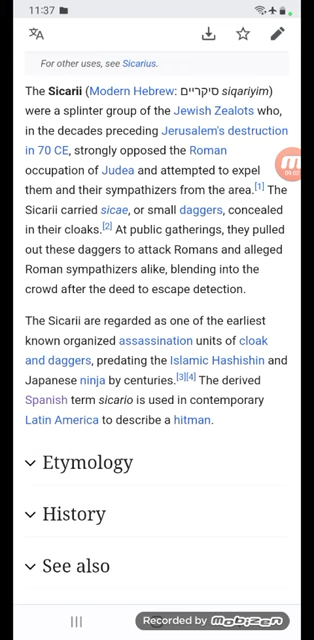 11:37
For other uses, see Sicarius.
The Sicarii (Modern Hebrew: סיקריים siqariyim)
were a splinter group of the Jewish Zealots who,
in the decades preceding Jerusalem's destruction
in 70 CE, strongly opposed the Roman
occupation of Judea and attempted to expel
them and their sympathizers from the area.[1] The
Sicarii carried sicae, or small daggers, concealed
in their cloaks.[2] At public gatherings, they pulled
out these daggers to attack Romans and alleged
Roman sympathizers alike, blending into the
crowd after the deed to escape detection.
The Sicarii are regarded as one of the earliest
known organized assassination units of cloak
and daggers, predating the Islamic Hashishin and
Japanese ninja by centuries.[3][4] The derived
Spanish term sicario is used in contemporary
Latin America to describe a hitman.
Etymology
History
See also
Recorded by mobizen